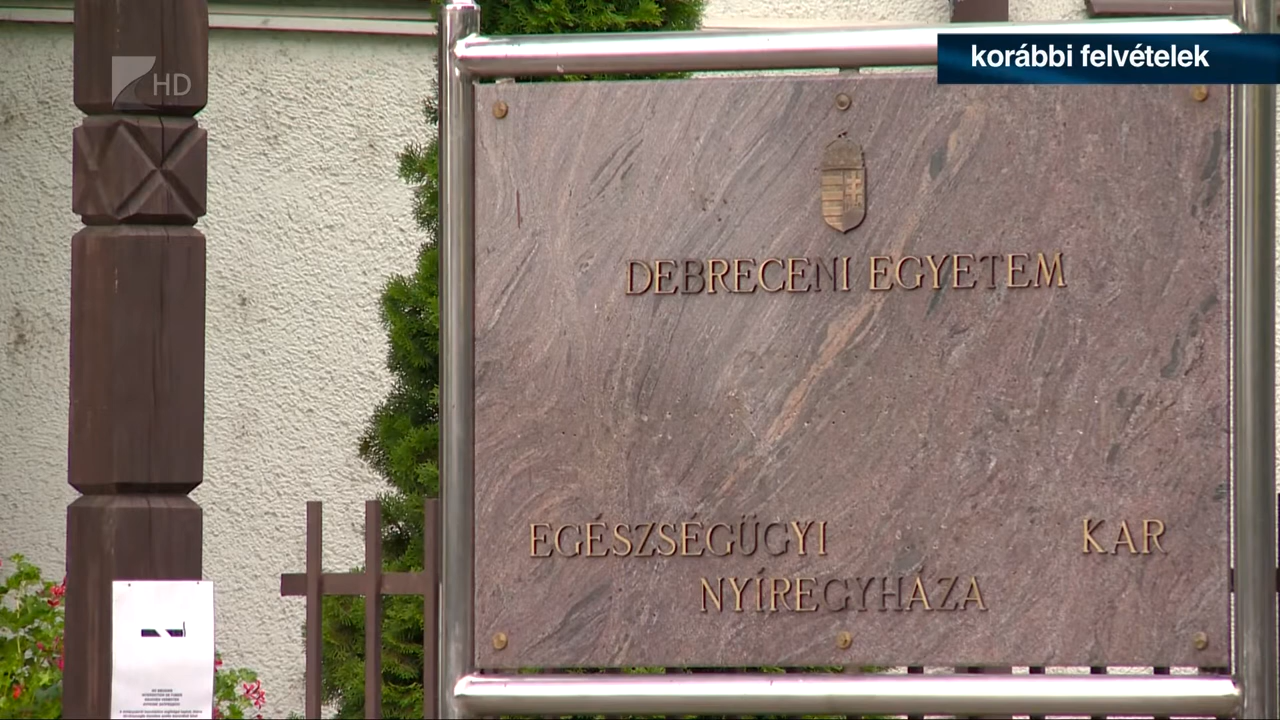 HD
korábbi felvételek
DEBRECENI EGYETEM
EGÉSZSÉGÜGYI KAR
NYÍREGYHÁZA